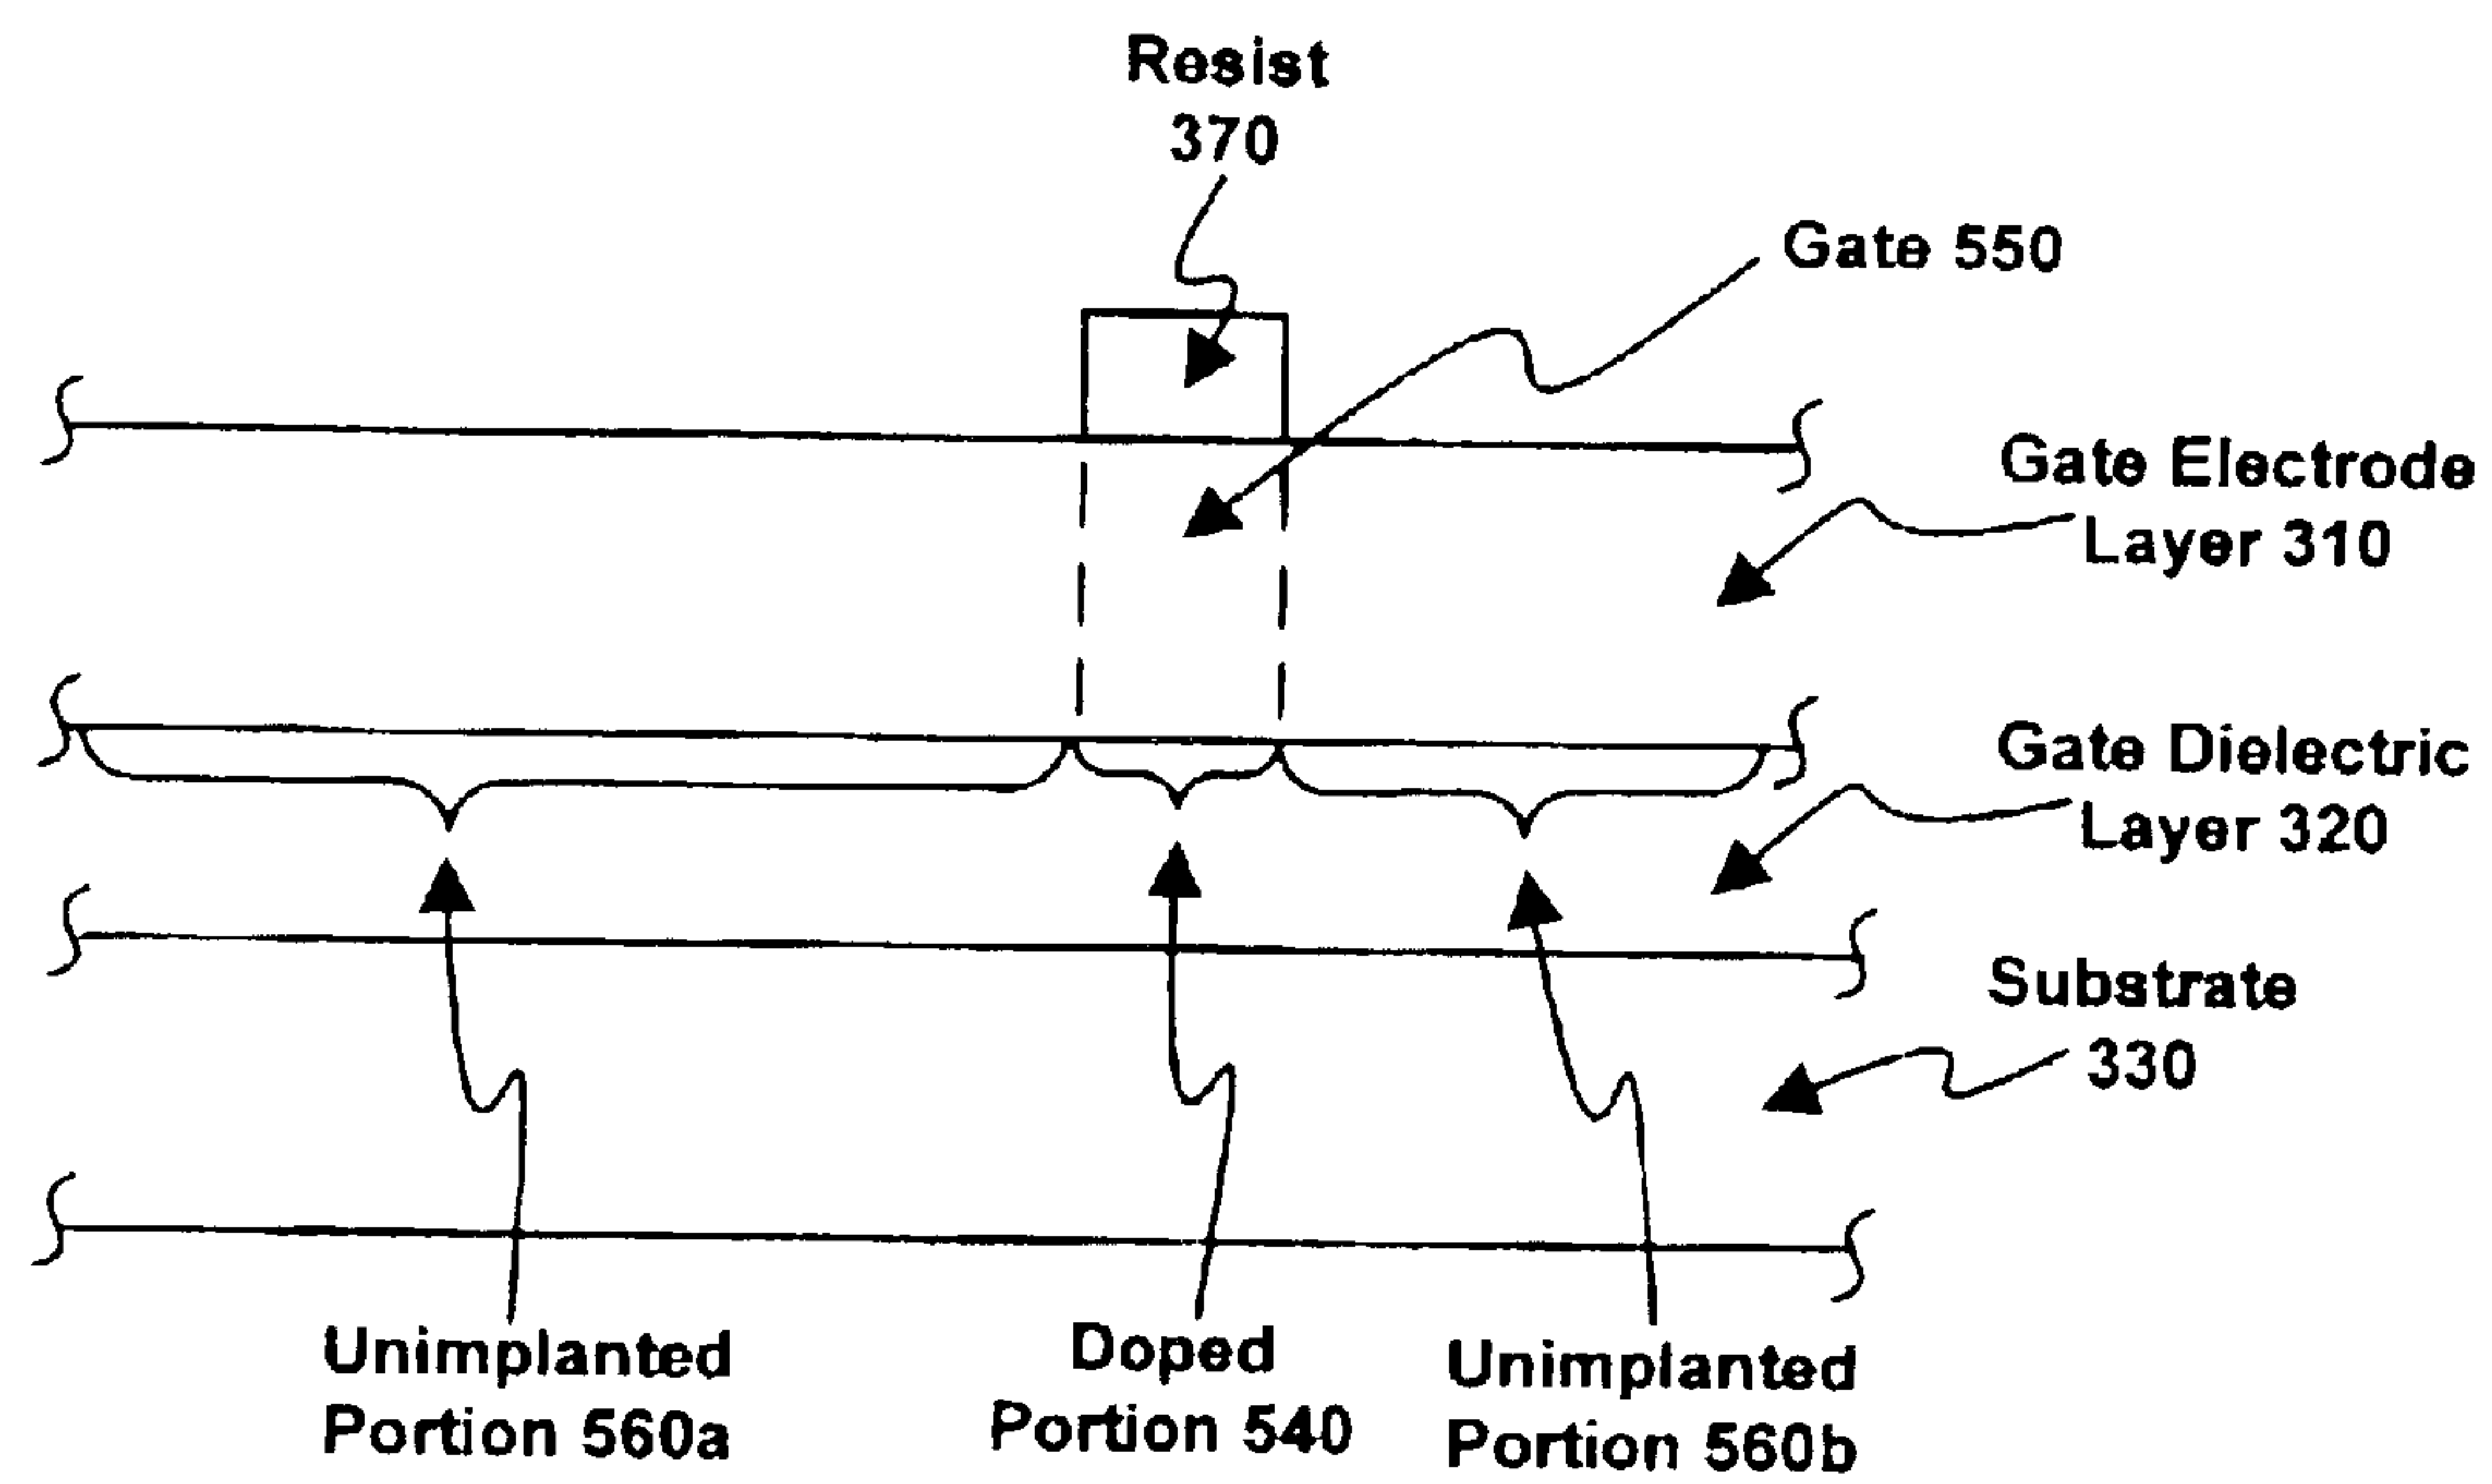 Resist
370
Gate 550
Gate Electrode
Layer 310
Gate Dielectric
Layer 320
Substrate
330
Unimplanted
Portion 560a
Doped
Portion 540
Unimplanted
Portion 560b